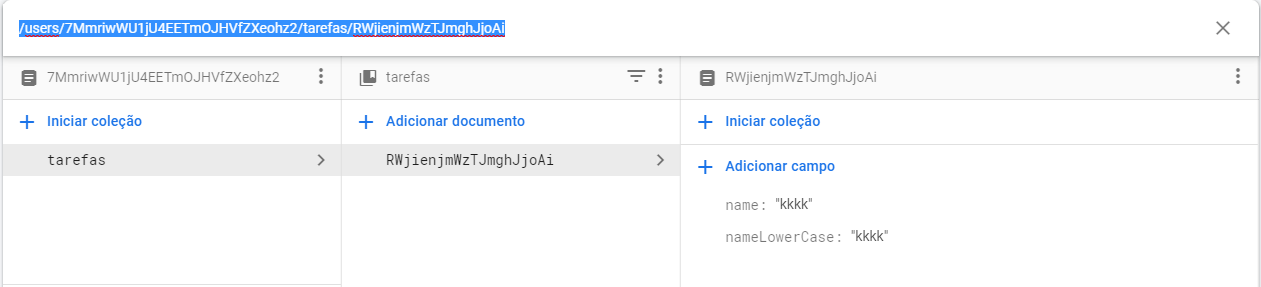 /users/7MmriwWU1jU4EETmOJHVfZXeohz2/tarefas/RWjienjmWzTJmghJjoAi
7MmriwWU1jU4EETmOJHVfZXeohz2
tarefas
RWjienjmWzTJmghJjoAi
Iniciar coleção
Adicionar documento
Iniciar coleção
tarefas
RWjienjmWzTJmghJjoAi
Adicionar campo
name: "kkkk"
nameLowerCase: "kkkk"